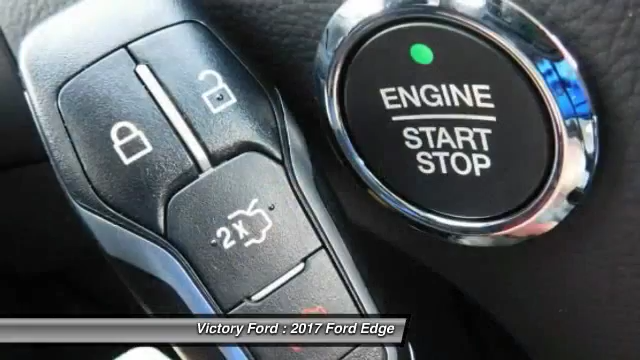 ENGINE
START
STOP
2X
Victory Ford : 2017 Ford Edge